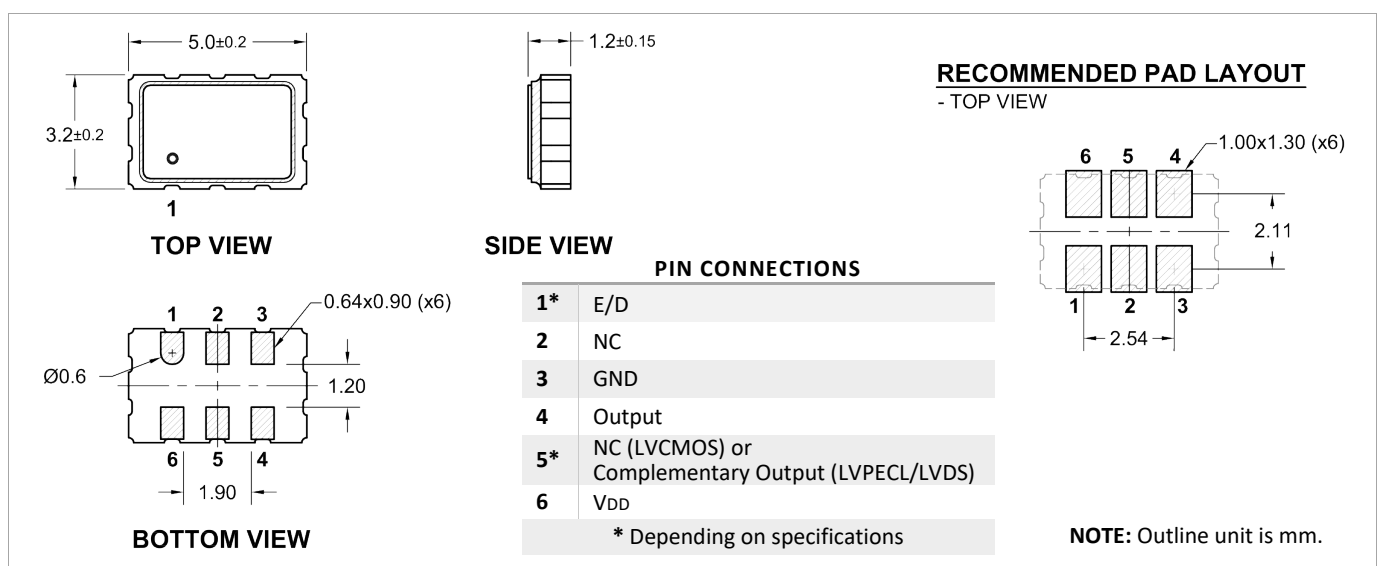 5.0±0.2
3.2±0.2
1
TOP VIEW
1.2±0.15
SIDE VIEW
RECOMMENDED PAD LAYOUT
- TOP VIEW
1.00x1.30 (x6)
6 5 4
2.11
1 2 3
2.54
1 2 3
0.64x0.90 (x6)
Ø0.6
1.20
6 5 4
1.90
BOTTOM VIEW
PIN CONNECTIONS
1* E/D
2 NC
3 GND
4 Output
5* NC (LVCMOS) or
Complementary Output (LVPECL/LVDS)
6 VDD
* Depending on specifications
NOTE: Outline unit is mm.